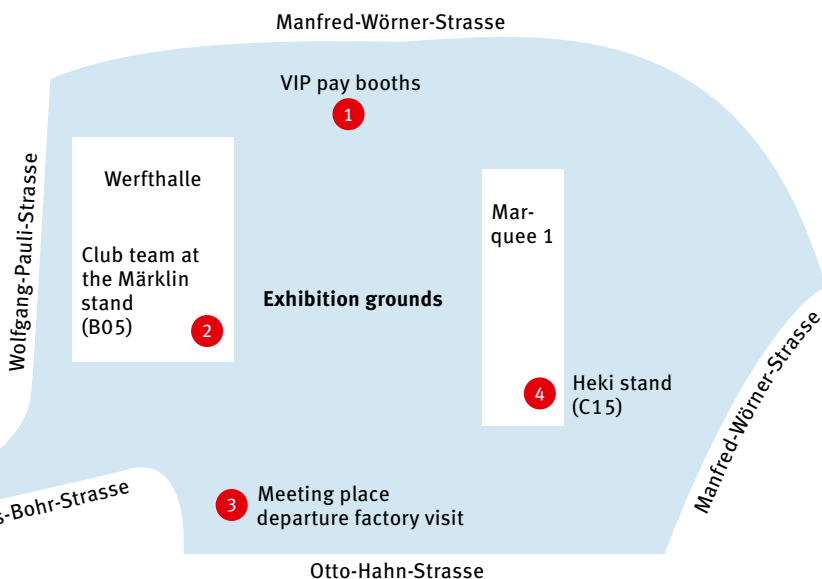 Manfred-Wörner-Strasse
VIP pay booths
1
Wolfgang-Pauli-Strasse
Werfthalle
Club team at
the Märklin
stand
(B05)
2
Exhibition grounds
Mar-
quee 1
4
Heki stand
(C15)
Manfred-Wörner-Strasse
s-Bohr-Strasse
3
Meeting place
departure factory visit
Otto-Hahn-Strasse